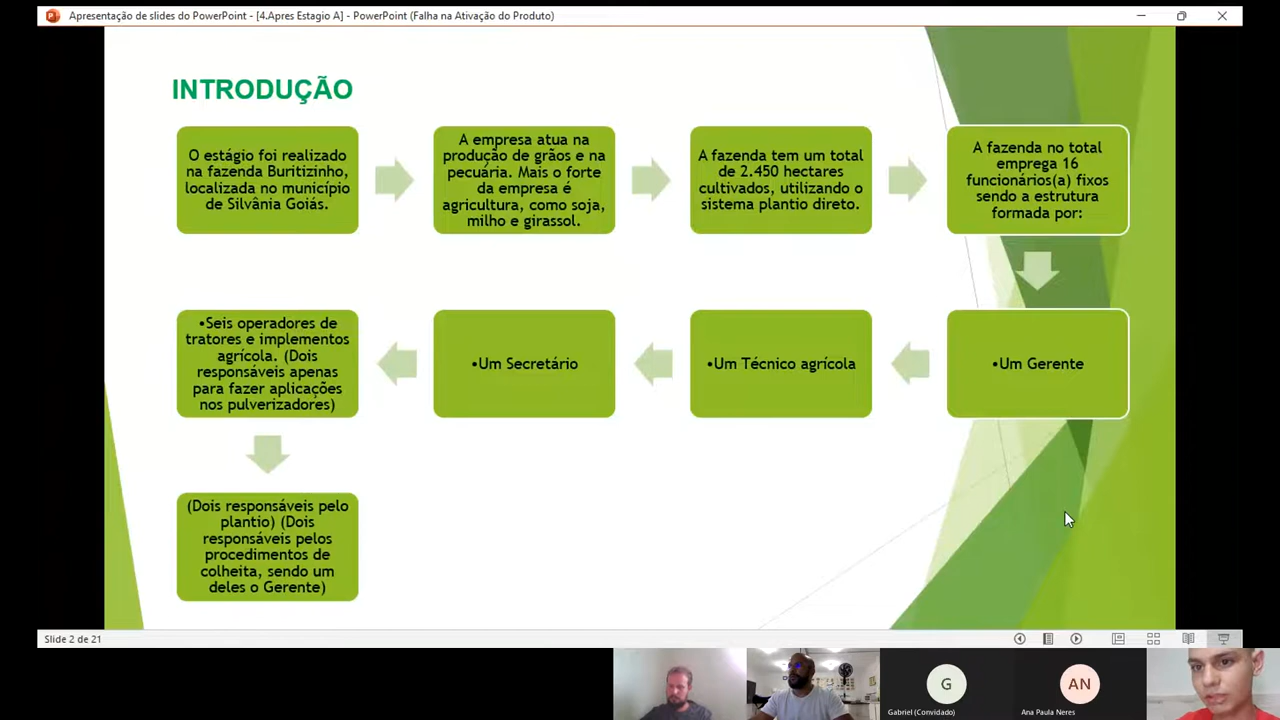 Apresentação de slides do PowerPoint - [4.Apres Estagio A] - PowerPoint (Falha na Ativação do Produto)
INTRODUÇÃO
O estágio foi realizado
na fazenda Buritizinho,
localizada no município
de Silvânia Goiás.
A empresa atua na
produção de grãos e na
pecuária. Mais o forte
da empresa é
agricultura, como soja,
milho e girassol.
A fazenda tem um total
de 2.450 hectares
cultivados, utilizando o
sistema plantio direto.
A fazenda no total
emprega 16
funcionários(a) fixos
sendo a estrutura
formada por:
•Um Gerente
•Um Técnico agrícola
•Um Secretário
•Seis operadores de
tratores e implementos
agrícola. (Dois
responsáveis apenas
para fazer aplicações
nos pulverizadores)
(Dois responsáveis pelo
plantio) (Dois
responsáveis pelos
procedimentos de
colheita, sendo um
deles o Gerente)
Slide 2 de 21
G
Gabriel (Convidado)
AN
Ana Paula Neres